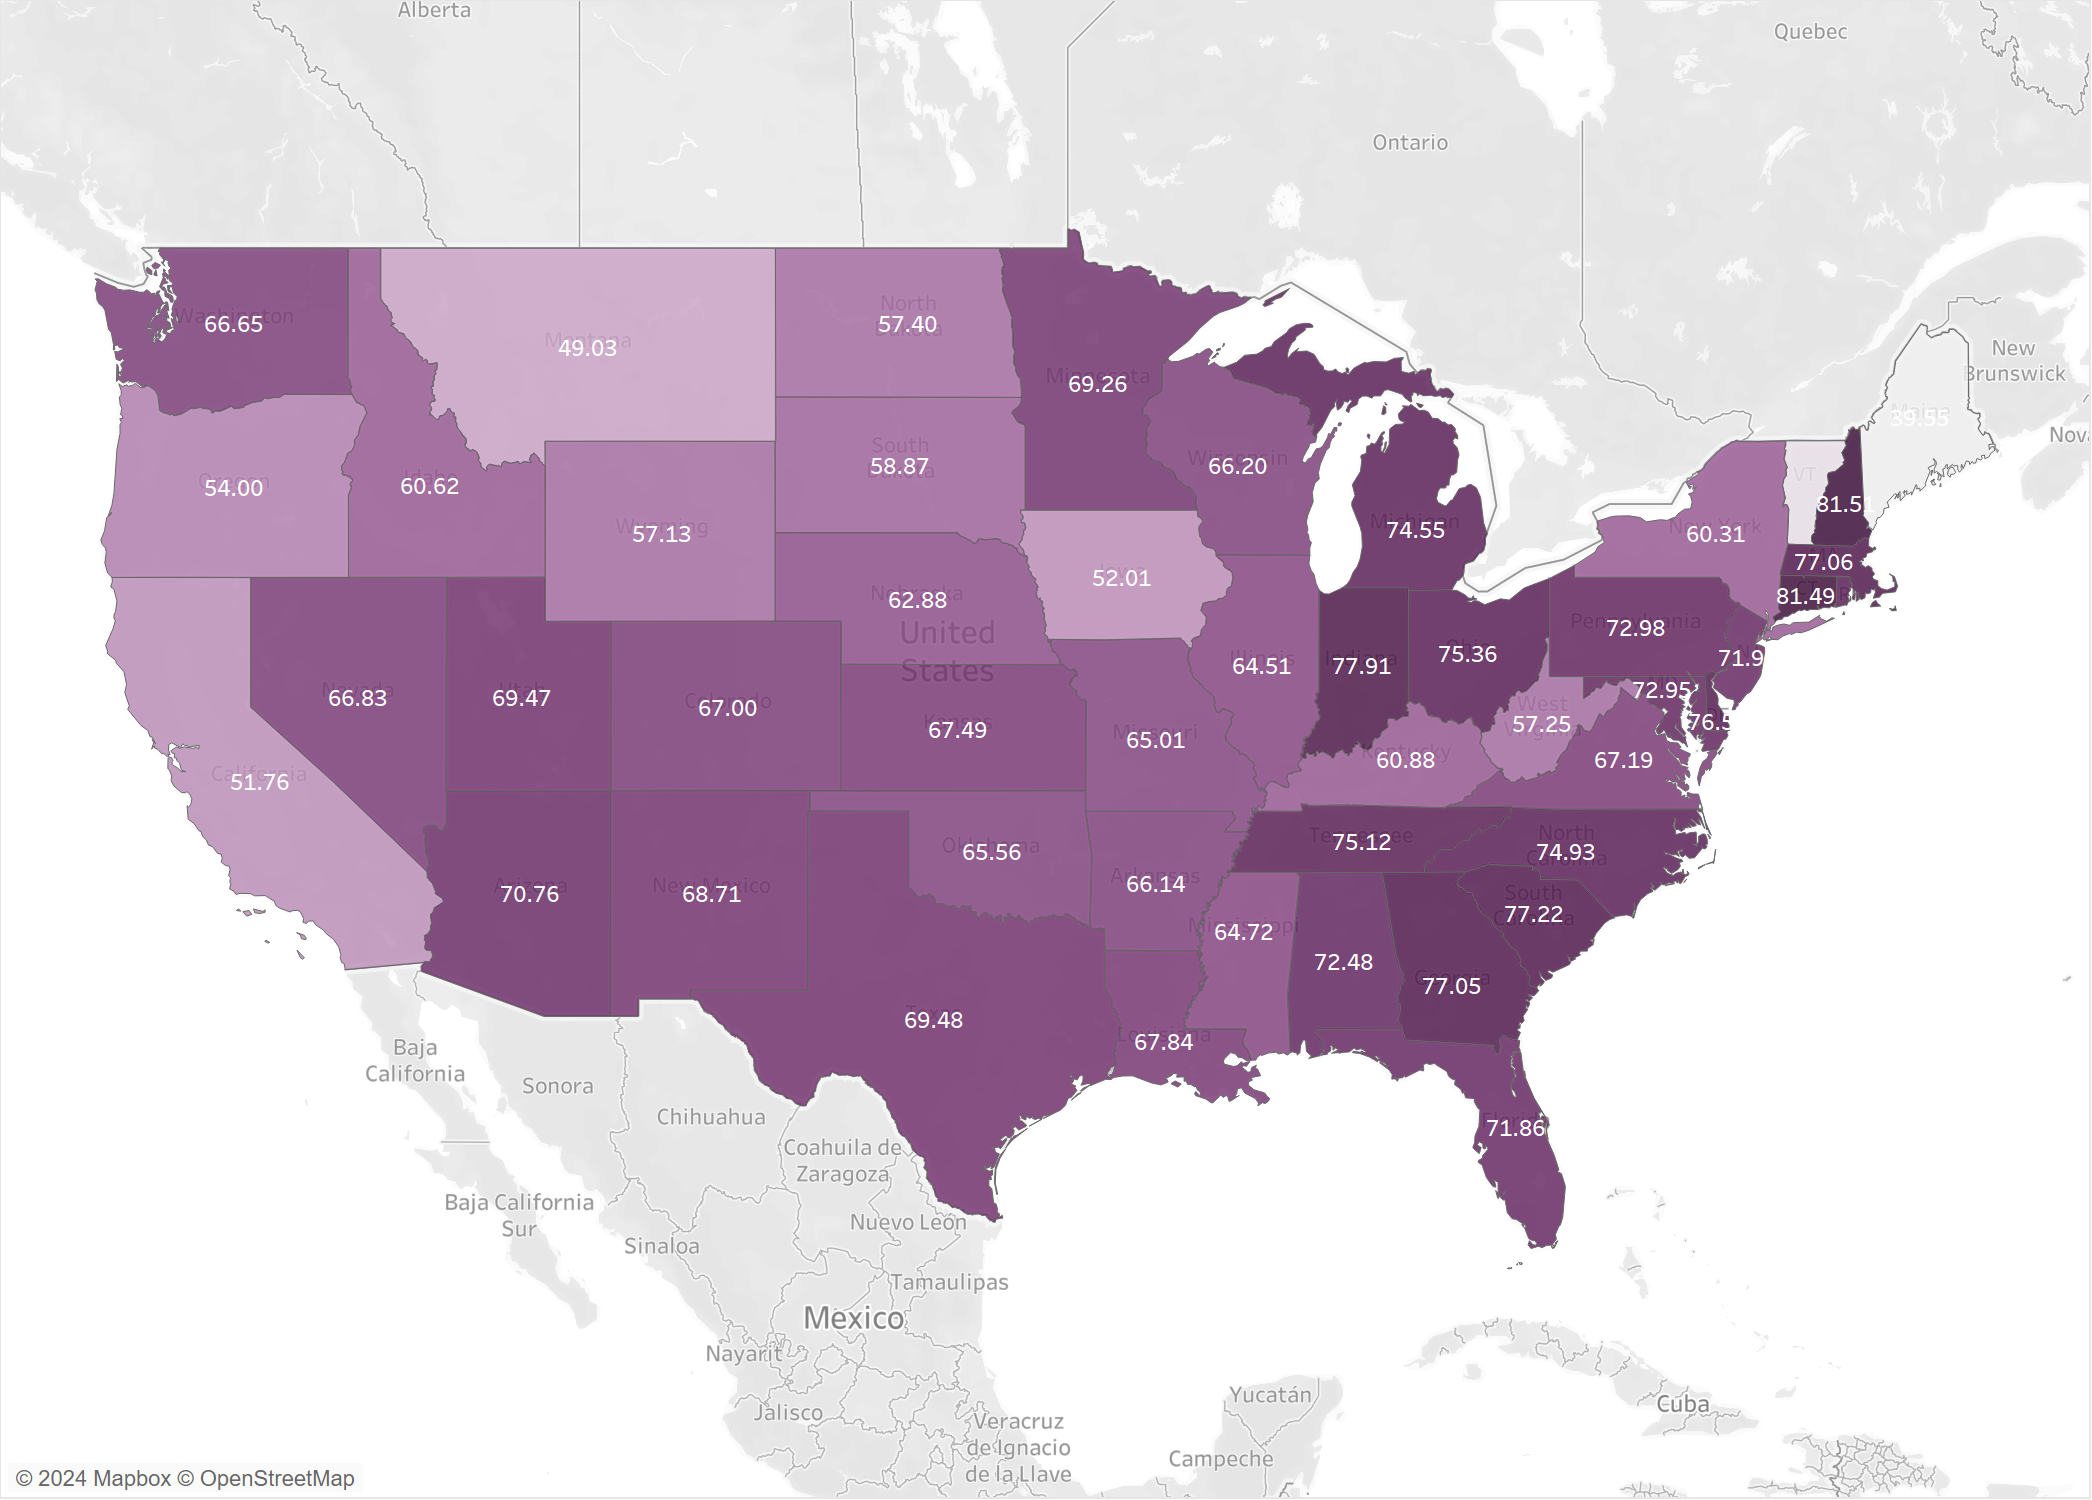 Alberta
Quebec
Ontario
New
Brunswick
Nov
Washington
66.65
Montana
49.03
North
Dakota
57.40
Minnesota
69.26
Maine
39.55
Oregon
54.00
Idaho
60.62
Wyoming
57.13
South
Dakota
58.87
Wisconsin
66.20
Michigan
74.55
New York
60.31
VT
81.51
77.06
CT
81.49
Iowa
52.01
Nebraska
62.88
United
States
Illinois
64.51
Indiana
77.91
Ohio
75.36
Pennsylvania
72.98
71.9
72.95
76.5
Nevada
66.83
Utah
69.47
Colorado
67.00
Kansas
67.49
Missouri
65.01
West
Virginia
57.25
Kentucky
60.88
67.19
California
51.76
Arizona
70.76
New Mexico
68.71
Oklahoma
65.56
Arkansas
66.14
Tennessee
75.12
North
Carolina
74.93
South
Carolina
77.22
Mississippi
64.72
72.48
Georgia
77.05
Texas
69.48
Louisiana
67.84
Florida
71.86
Baja
California
Sonora
Chihuahua
Coahuila de
Zaragoza
Baja California
Sur
Nuevo León
Sinaloa
Tamaulipas
Mexico
Nayarit
Jalisco
Veracruz
de Ignacio
de la Llave
Yucatán
Campeche
Cuba
© 2024 Mapbox © OpenStreetMap